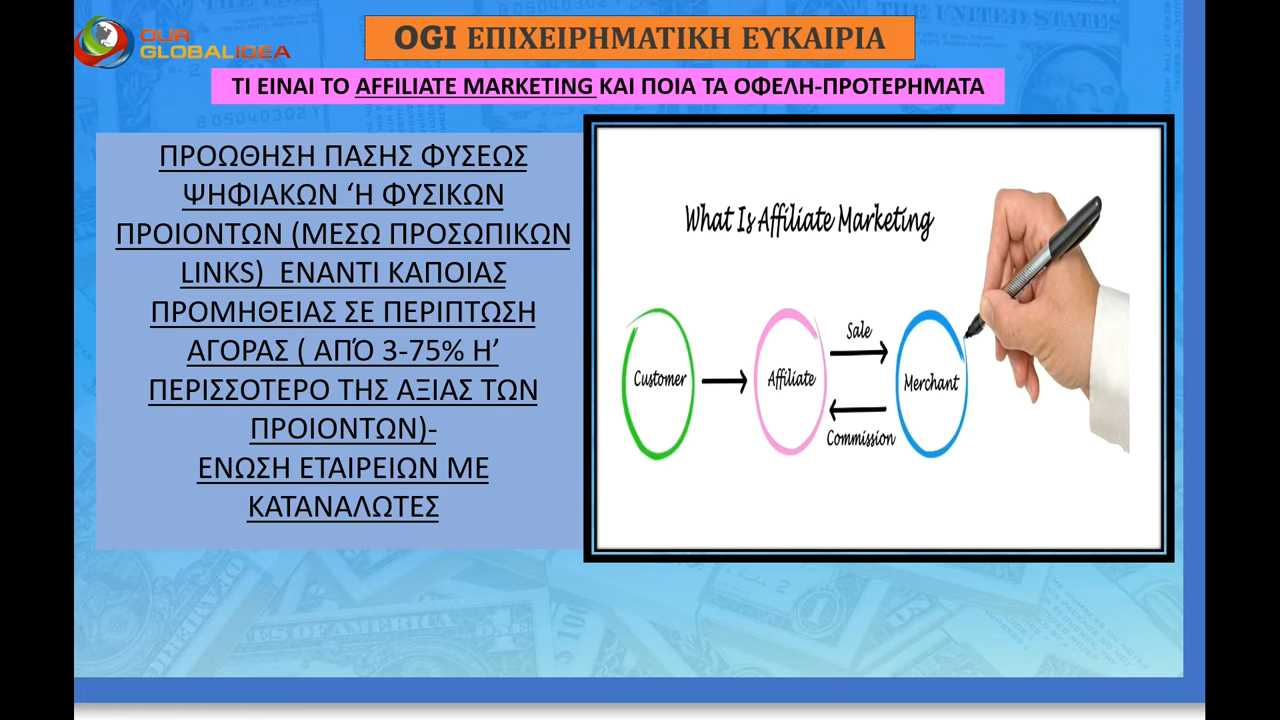 OUR
GLOBALIDEA
OGI ΕΠΙΧΕΙΡΗΜΑΤΙΚΗ ΕΥΚΑΙΡΙΑ
ΤΙ ΕΙΝΑΙ ΤΟ AFFILIATE MARKETING ΚΑΙ ΠΟΙΑ ΤΑ ΟΦΕΛΗ-ΠΡΟΤΕΡΗΜΑΤΑ
ΠΡΟΩΘΗΣΗ ΠΑΣΗΣ ΦΥΣΕΩΣ
ΨΗΦΙΑΚΩΝ ‘Η ΦΥΣΙΚΩΝ
ΠΡΟΙΟΝΤΩΝ (ΜΕΣΩ ΠΡΟΣΩΠΙΚΩΝ
LINKS) ΕΝΑΝΤΙ ΚΑΠΟΙΑΣ
ΠΡΟΜΗΘΕΙΑΣ ΣΕ ΠΕΡΙΠΤΩΣΗ
ΑΓΟΡΑΣ ( ΑΠΌ 3-75% Η’
ΠΕΡΙΣΣΟΤΕΡΟ ΤΗΣ ΑΞΙΑΣ ΤΩΝ
ΠΡΟΙΟΝΤΩΝ)-
ΕΝΩΣΗ ΕΤΑΙΡΕΙΩΝ ΜΕ
ΚΑΤΑΝΑΛΩΤΕΣ
What Is Affiliate Marketing
Customer
Affiliate
Sale
Commission
Merchant